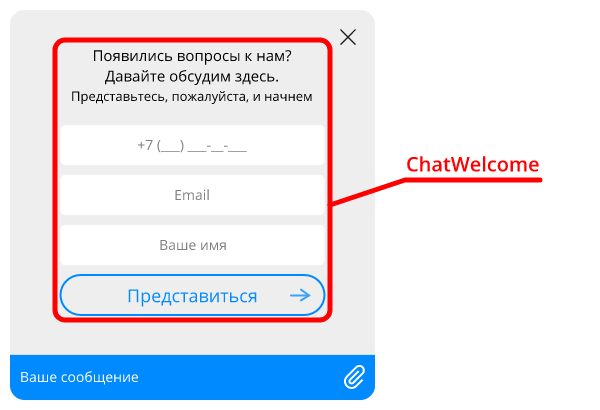 Появились вопросы к нам?
Давайте обсудим здесь.
Представьтесь, пожалуйста, и начнем
+7 (___) ___-__-___
ChatWelcome
Email
Ваше имя
Представиться
Ваше сообщение